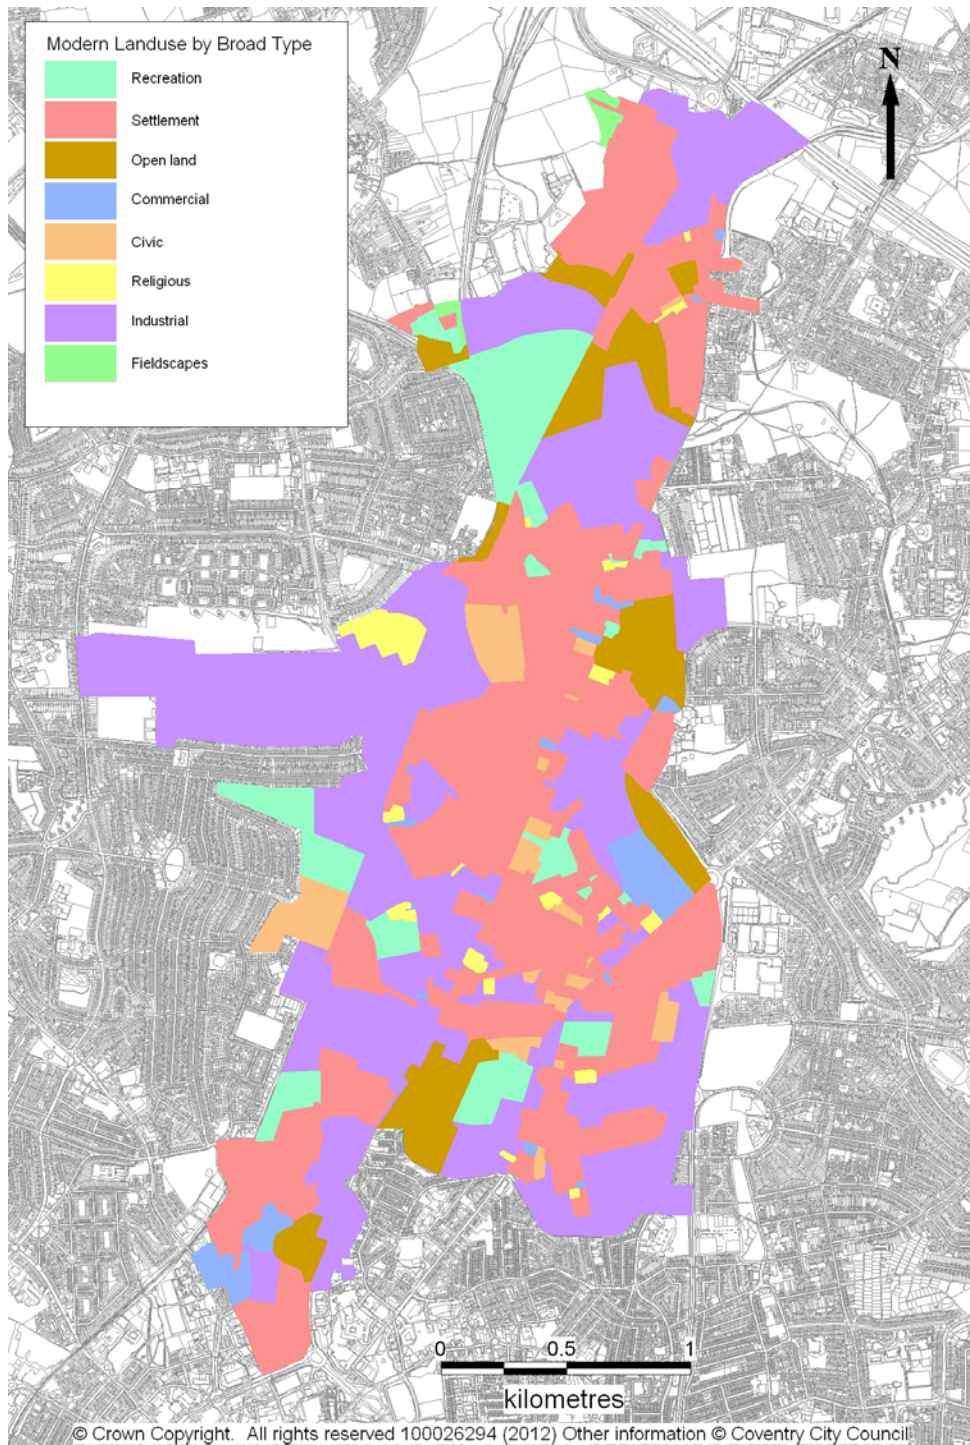 Modern Landuse by Broad Type
Recreation
Settlement
Open land
Commercial
Civic
Religious
Industrial
Fieldscapes
N
0 0.5 1
kilometres
© Crown Copyright. All rights reserved 100026294 (2012) Other information © Coventry City Council